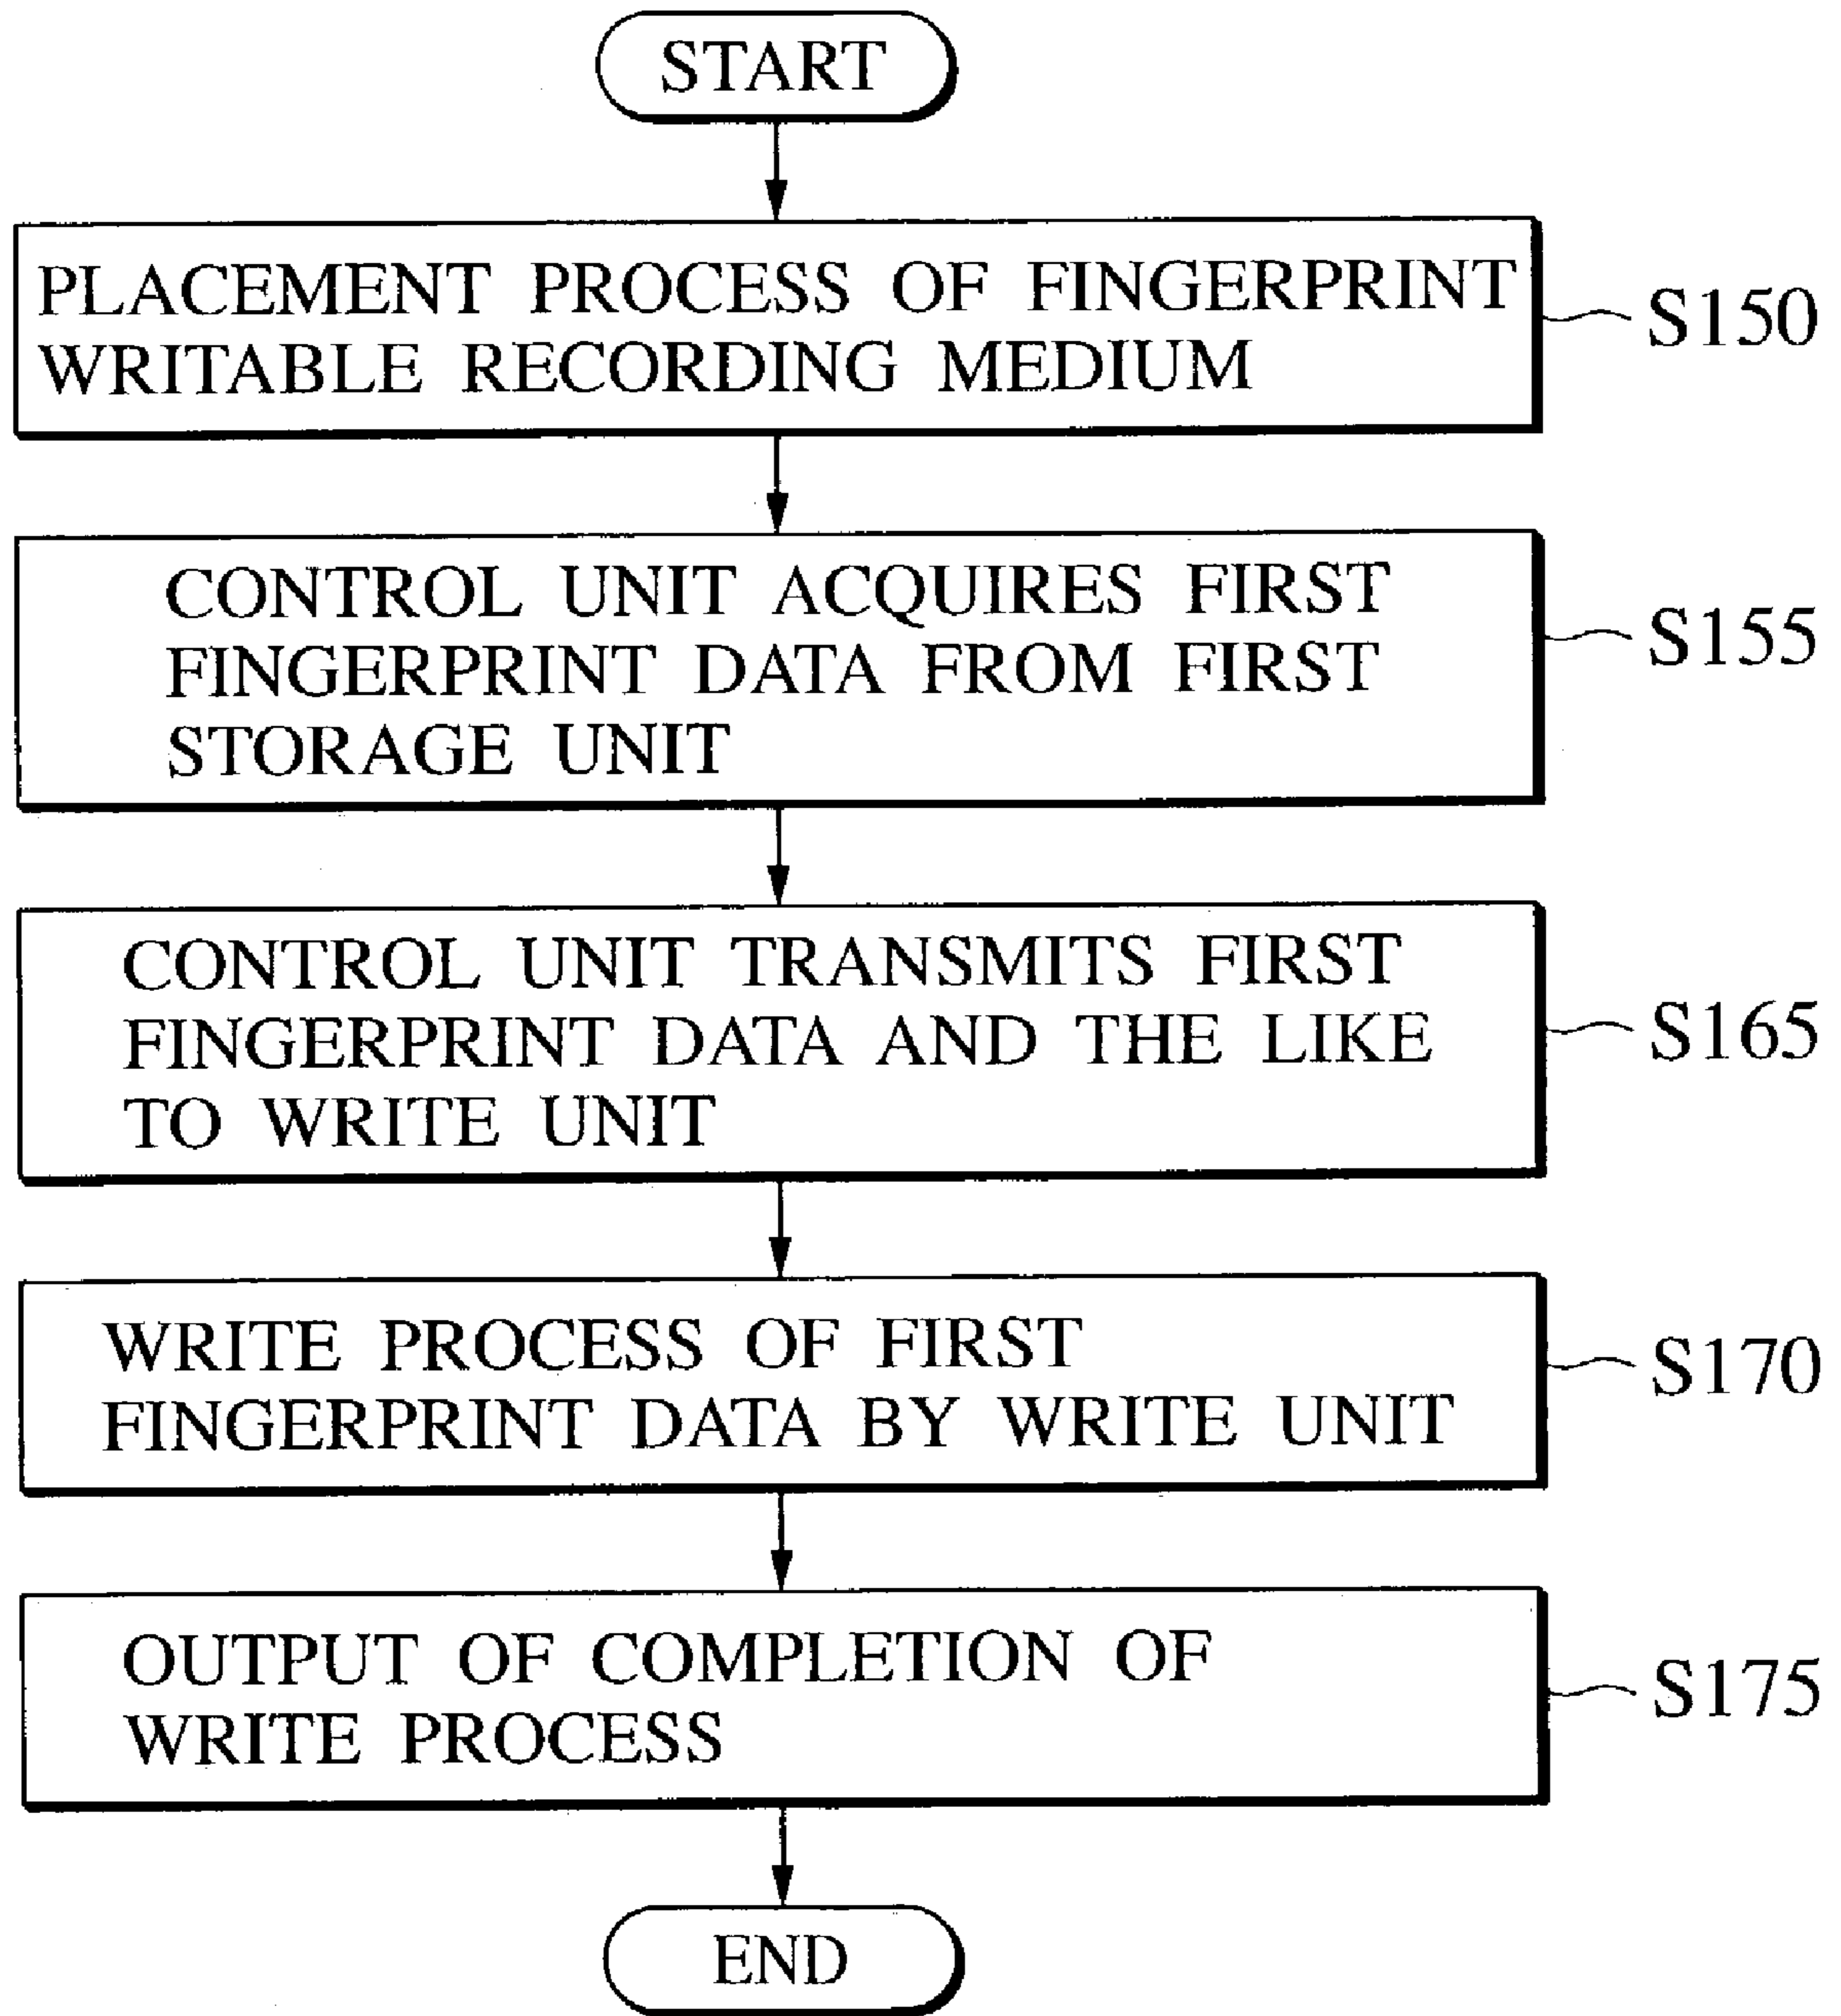 START
PLACEMENT PROCESS OF FINGERPRINT
WRITABLE RECORDING MEDIUM
S150
CONTROL UNIT ACQUIRES FIRST
FINGERPRINT DATA FROM FIRST
STORAGE UNIT
S155
CONTROL UNIT TRANSMITS FIRST
FINGERPRINT DATA AND THE LIKE
TO WRITE UNIT
S165
WRITE PROCESS OF FIRST
FINGERPRINT DATA BY WRITE UNIT
S170
OUTPUT OF COMPLETION OF
WRITE PROCESS
S175
END